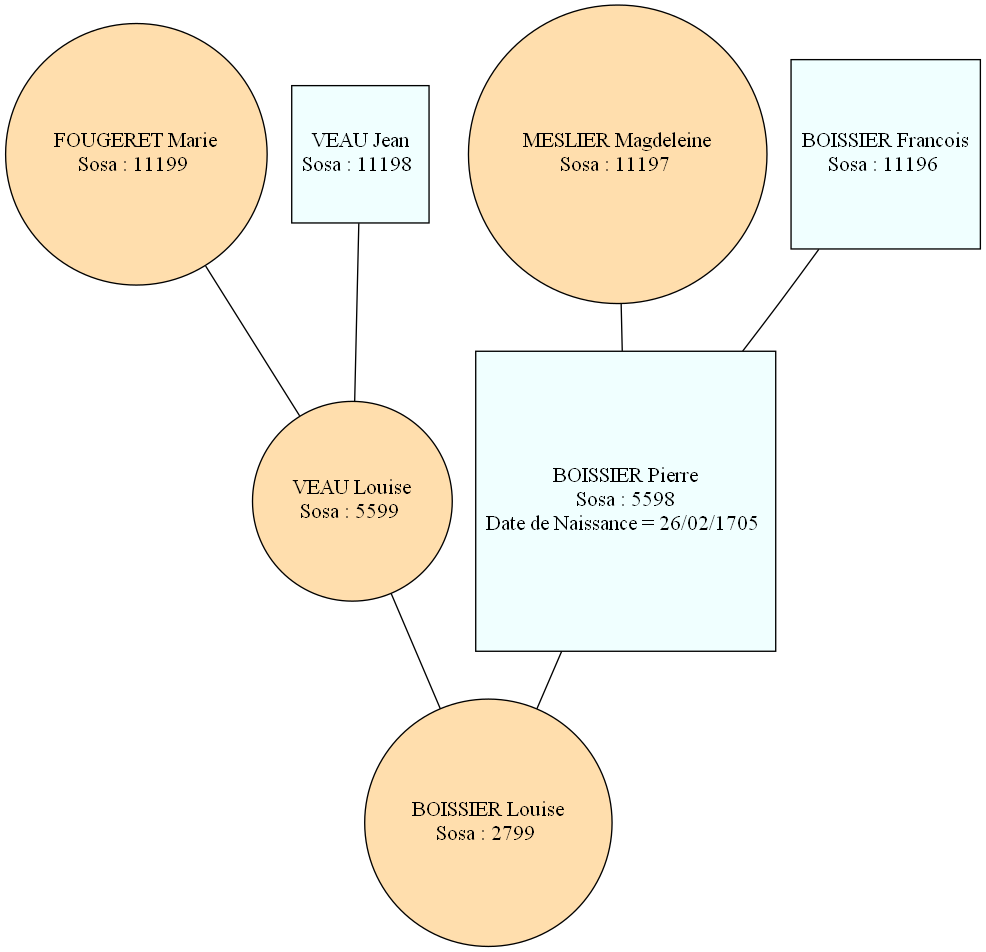 FOUGERET Marie
Sosa : 11199
VEAU Jean
Sosa : 11198
MESLIER Magdeleine
Sosa : 11197
BOISSIER Francois
Sosa : 11196
VEAU Louise
Sosa : 5599
BOISSIER Pierre
Sosa : 5598
Date de Naissance = 26/02/1705
BOISSIER Louise
Sosa : 2799